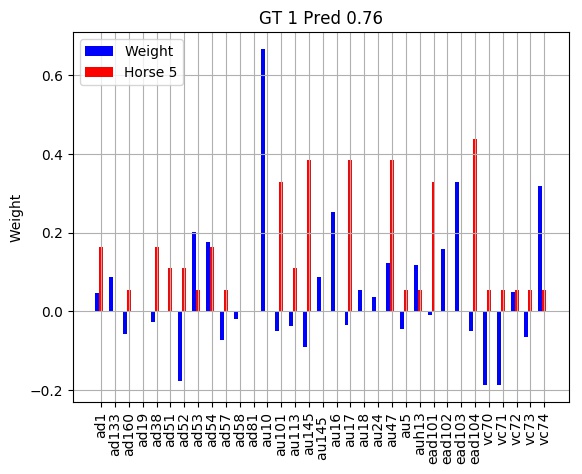 GT 1 Pred 0.76
Weight
Horse 5
Weight
0.6
0.4
0.2
0.0
−0.2
ad1
ad133
ad160
ad19
ad38
ad51
ad52
ad53
ad54
ad57
ad58
ad81
au10
au101
au113
au145
au145
au16
au17
au18
au24
au47
au5
auh13
ead101
ead102
ead103
ead104
vc70
vc71
vc72
vc73
vc74